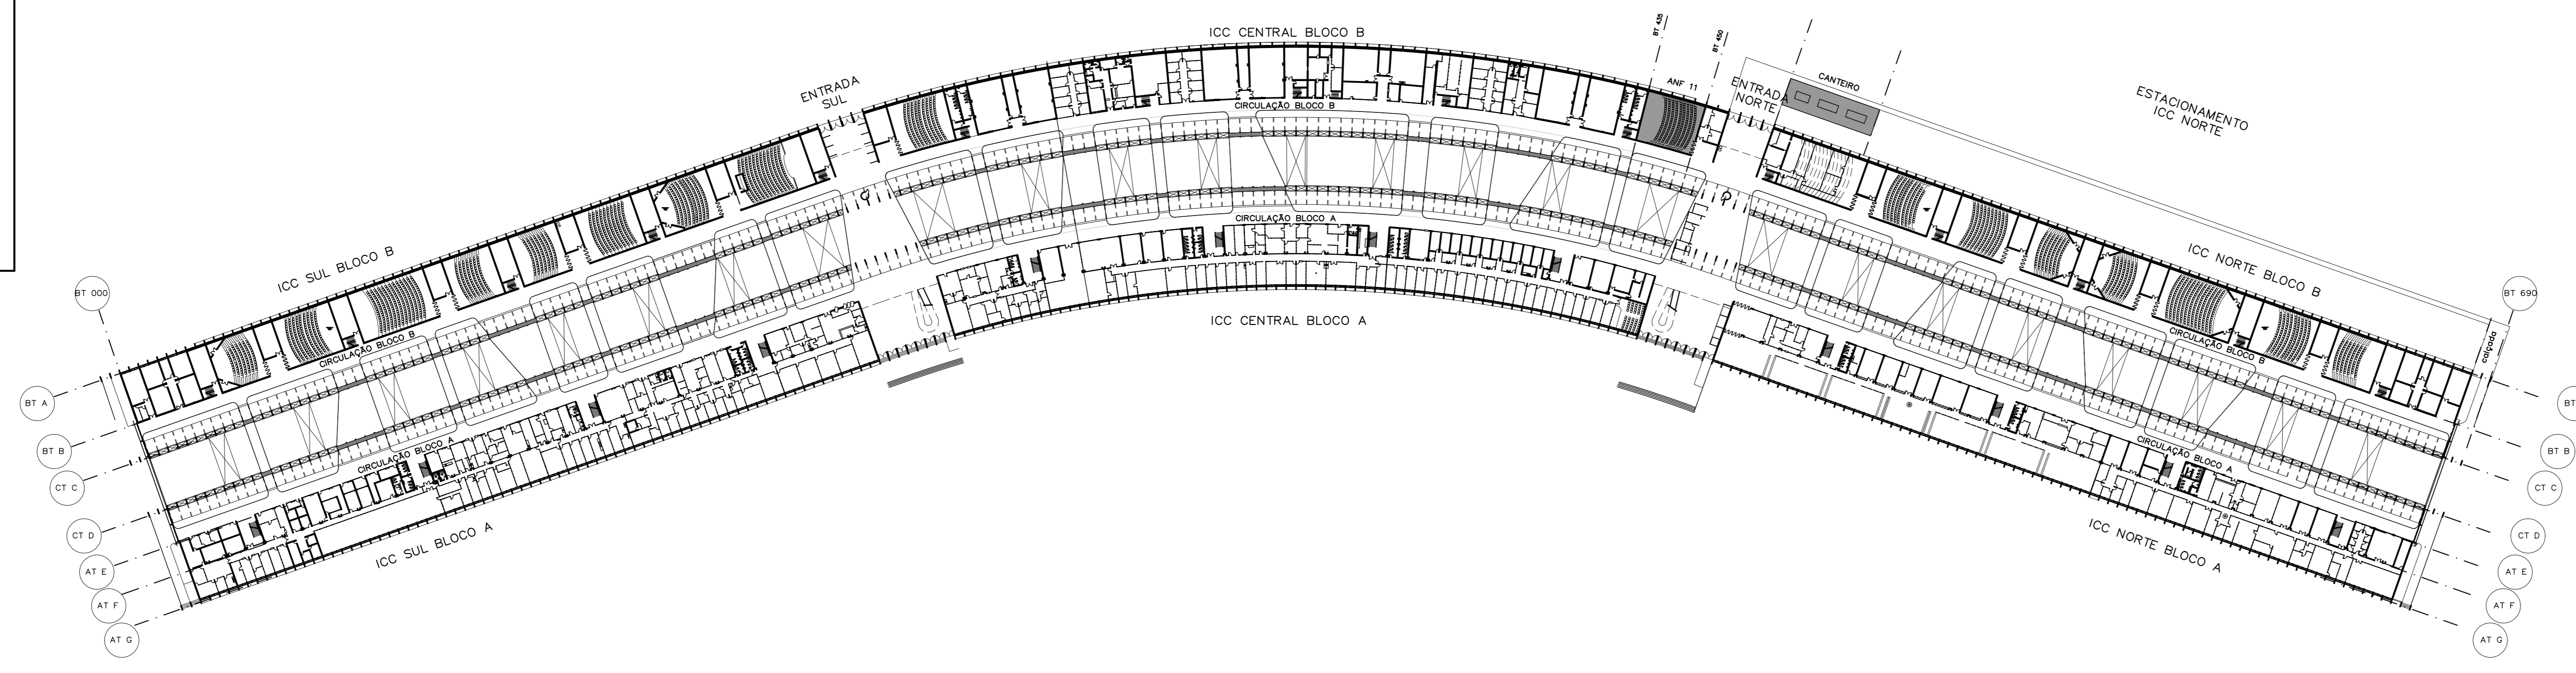 ICC CENTRAL BLOCO B
BT 435
BT 450
ENTRADA
SUL
ANF 11
ENTRADA
NORTE
CANTEIRO
ESTACIONAMENTO
ICC NORTE
CIRCULAÇÃO BLOCO B
CIRCULAÇÃO BLOCO A
ICC CENTRAL BLOCO A
ICC SUL BLOCO B
ICC NORTE BLOCO B
BT 000
BT 690
calçada
CIRCULAÇÃO BLOCO B
CIRCULAÇÃO BLOCO B
BT A
BT B
CT C
CT D
AT E
AT F
AT G
CIRCULAÇÃO BLOCO A
CIRCULAÇÃO BLOCO A
ICC SUL BLOCO A
ICC NORTE BLOCO A
BT
BT B
CT C
CT D
AT E
AT F
AT G